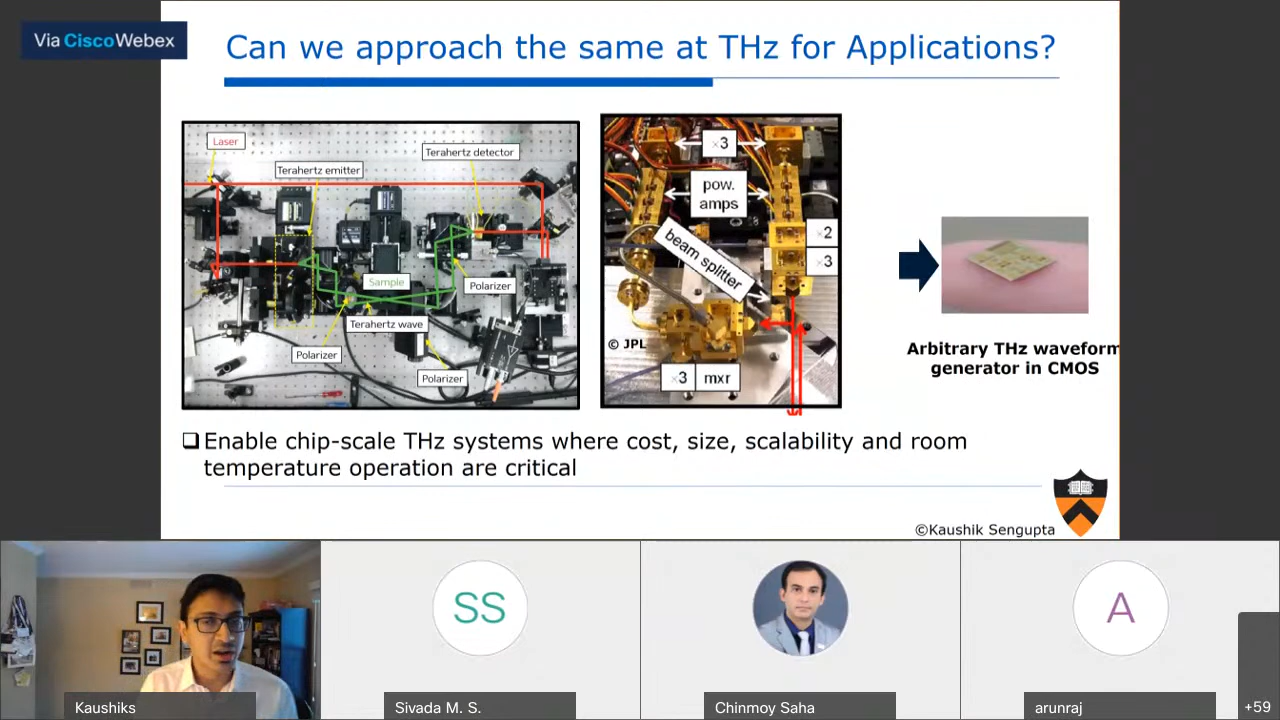 Via Cisco Webex
Can we approach the same at THz for Applications?
Laser
Terahertz emitter
Terahertz detector
Sample
Polarizer
Terahertz wave
Polarizer
Polarizer
×3
pow.
amps
×2
×3
beam splitter
© JPL
×3 mxr
Arbitrary THz waveform
generator in CMOS
Enable chip-scale THz systems where cost, size, scalability and room
temperature operation are critical
©Kaushik Sengupta
SS
A
Kaushiks
Sivada M. S.
Chinmoy Saha
arunraj
+59